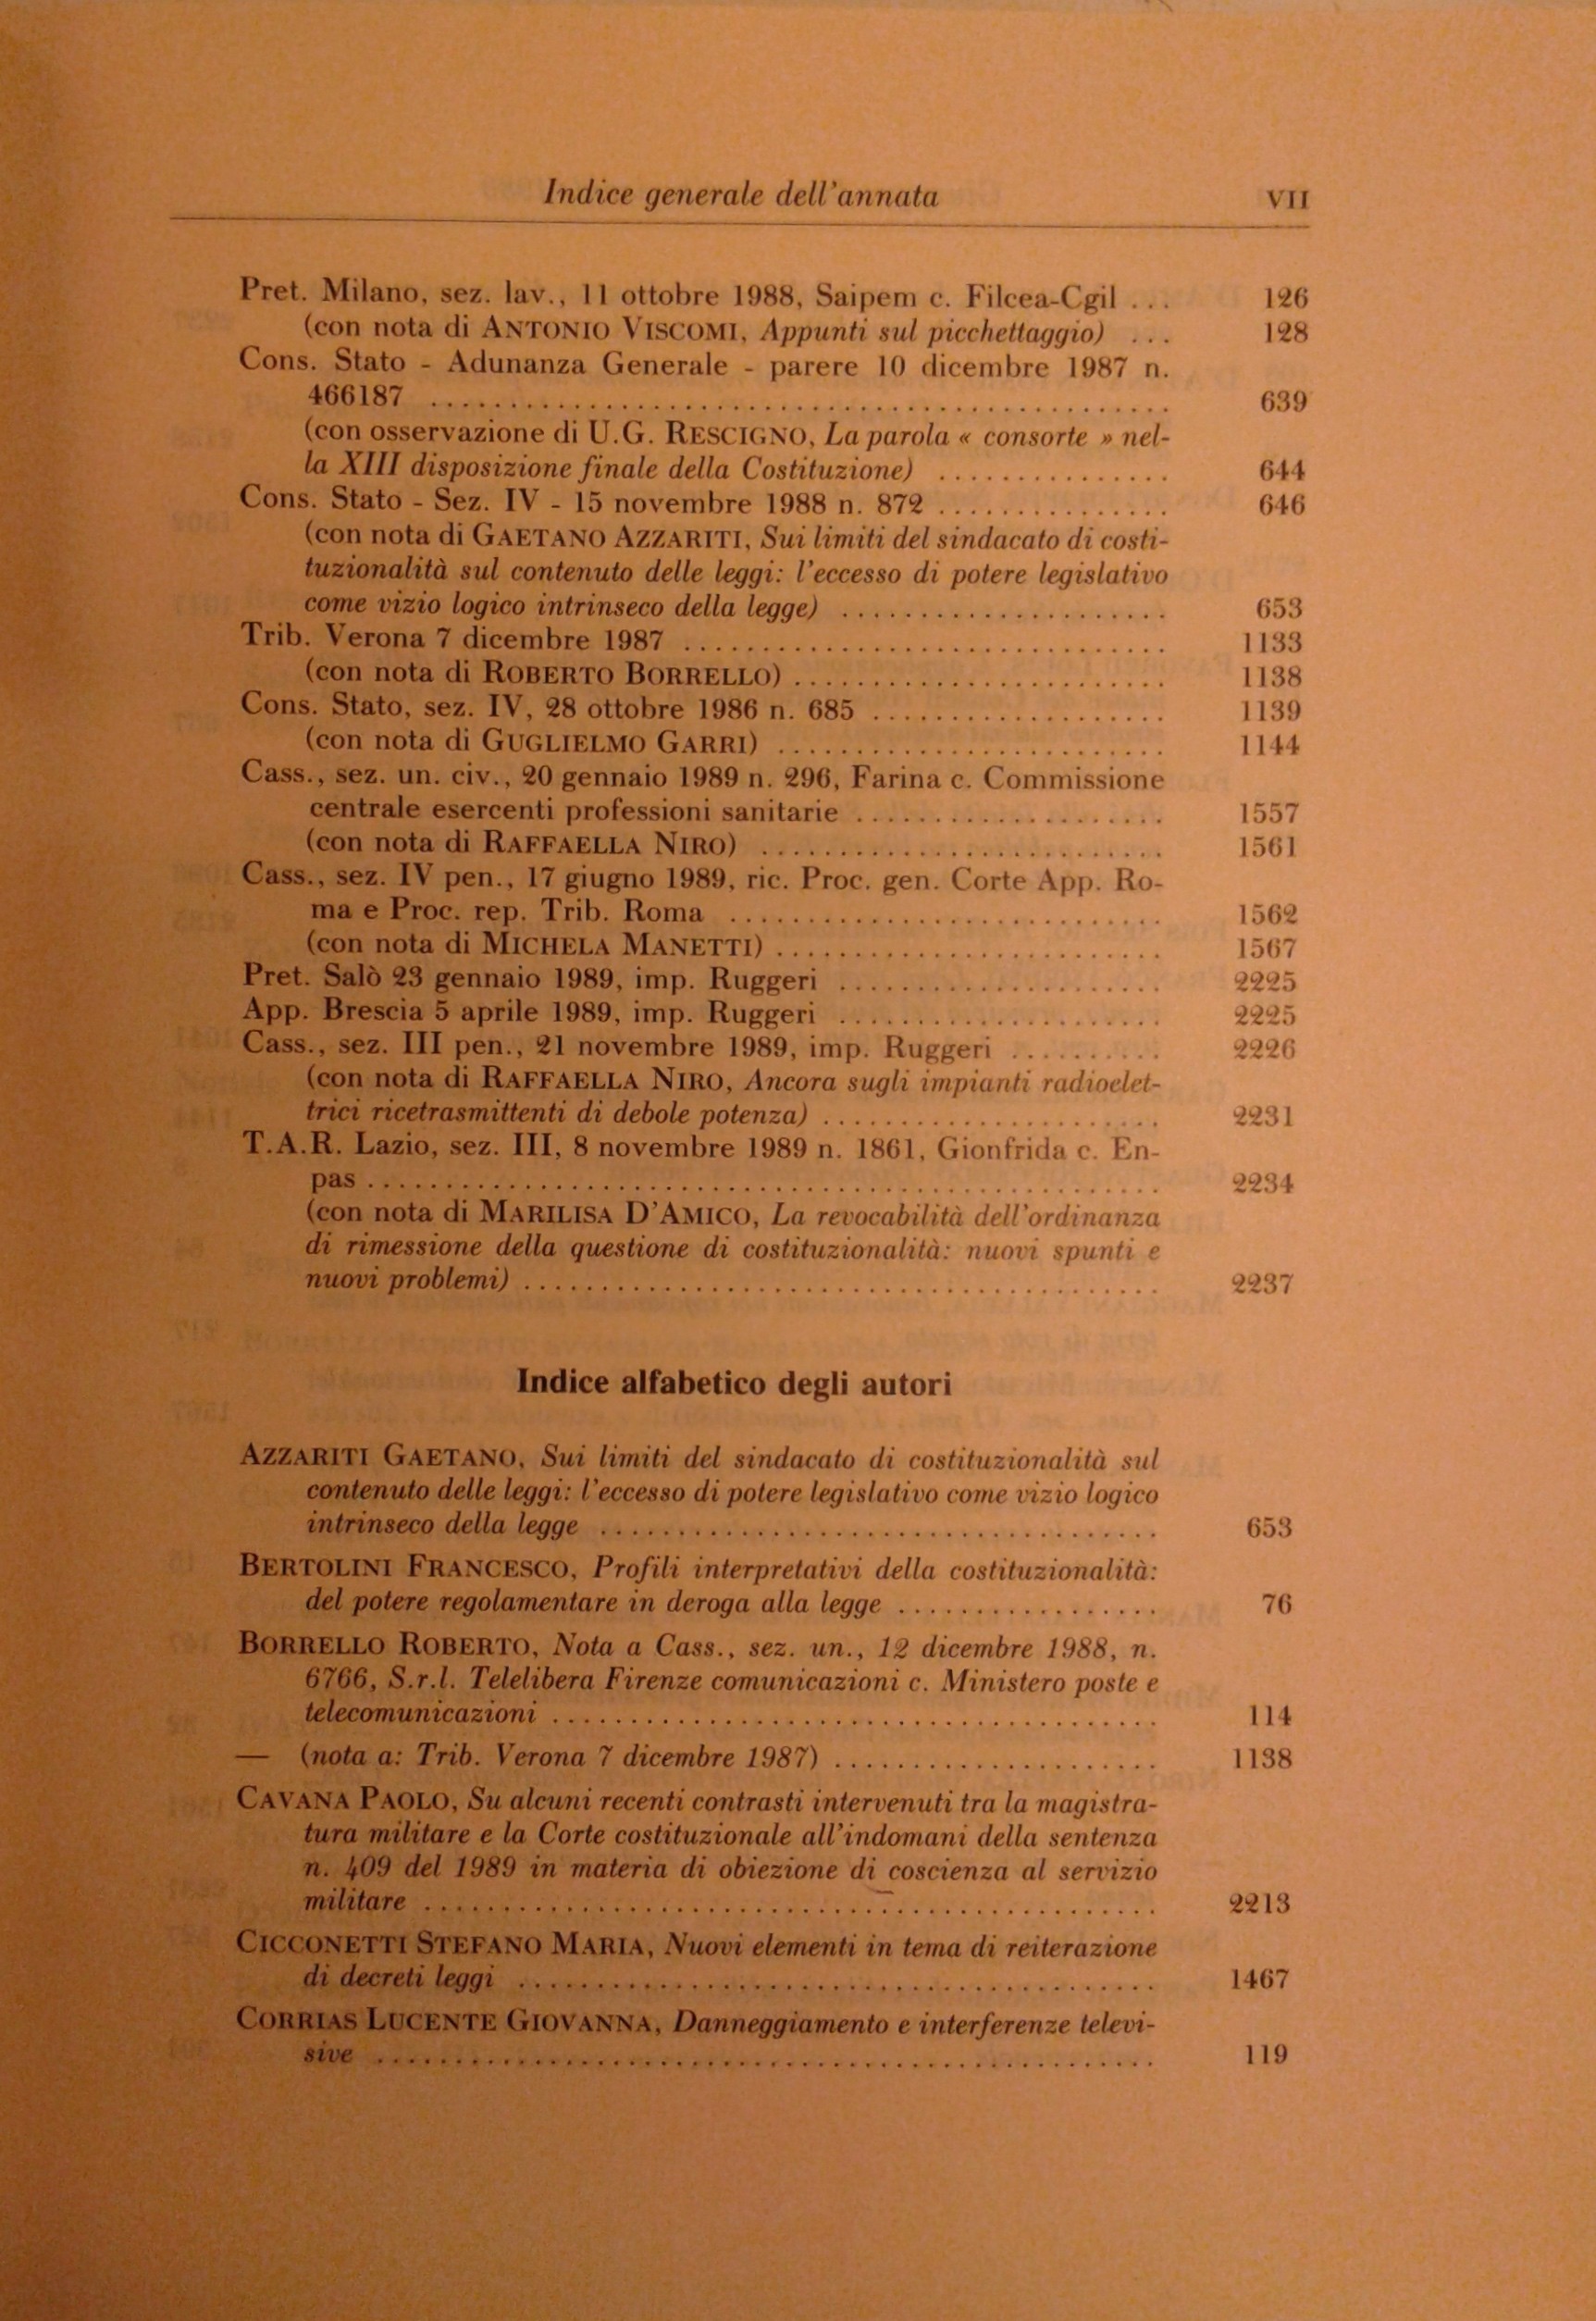 Indice generale dell'annata VII
Pret. Milano, sez. lav., 11 ottobre 1988, Saipem c. Filcea-Cgil ... 126
(con nota di ANTONIO VISCOMI, Appunti sul picchettaggio) ... 128
Cons. Stato - Adunanza Generale - parere 10 dicembre 1987 n.
466187 ............................................... 639
(con osservazione di U.G. RESCIGNO, La parola « consorte » nel-
la XIII disposizione finale della Costituzione) ............... 644
Cons. Stato - Sez. IV - 15 novembre 1988 n. 872 ............... 646
(con nota di GAETANO AZZARITI, Sui limiti del sindacato di costi-
tuzionalità sul contenuto delle leggi: l'eccesso di potere legislativo
come vizio logico intrinseco della legge) ..................... 653
Trib. Verona 7 dicembre 1987 ............................... 1133
(con nota di ROBERTO BORRELLO) ........................ 1138
Cons. Stato, sez. IV, 28 ottobre 1986 n. 685 ................... 1139
(con nota di GUGLIELMO GARRI) ......................... 1144
Cass., sez. un. civ., 20 gennaio 1989 n. 296, Farina c. Commissione
centrale esercenti professioni sanitarie .................... 1557
(con nota di RAFFAELLA NIRO) .......................... 1561
Cass., sez. IV pen., 17 giugno 1989, ric. Proc. gen. Corte App. Ro-
ma e Proc. rep. Trib. Roma ............................ 1562
(con nota di MICHELA MANETTI) ......................... 1567
Pret. Salò 23 gennaio 1989, imp. Ruggeri ..................... 2225
App. Brescia 5 aprile 1989, imp. Ruggeri ..................... 2225
Cass., sez. III pen., 21 novembre 1989, imp. Ruggeri .......... 2226
(con nota di RAFFAELLA NIRO, Ancora sugli impianti radioelet-
trici ricetrasmittenti di debole potenza) ...................... 2231
T.A.R. Lazio, sez. III, 8 novembre 1989 n. 1861, Gionfrida c. En-
pas ................................................... 2234
(con nota di MARILISA D'AMICO, La revocabilità dell'ordinanza
di rimessione della questione di costituzionalità: nuovi spunti e
nuovi problemi) ......................................... 2237
Indice alfabetico degli autori
AZZARITI GAETANO, Sui limiti del sindacato di costituzionalità sul
contenuto delle leggi: l'eccesso di potere legislativo come vizio logico
intrinseco della legge .................................... 653
BERTOLINI FRANCESCO, Profili interpretativi della costituzionalità:
del potere regolamentare in deroga alla legge ................. 76
BORRELLO ROBERTO, Nota a Cass., sez. un., 12 dicembre 1988, n.
6766, S.r.l. Telelibera Firenze comunicazioni c. Ministero poste e
telecomunicazioni ....................................... 114
— (nota a: Trib. Verona 7 dicembre 1987) ..................... 1138
CAVANA PAOLO, Su alcuni recenti contrasti intervenuti tra la magistra-
tura militare e la Corte costituzionale all'indomani della sentenza
n. 409 del 1989 in materia di obiezione di coscienza al servizio
militare ............................................... 2213
CICCONETTI STEFANO MARIA, Nuovi elementi in tema di reiterazione
di decreti leggi ......................................... 1467
CORRIAS LUCENTE GIOVANNA, Danneggiamento e interferenze televi-
sive .................................................. 119